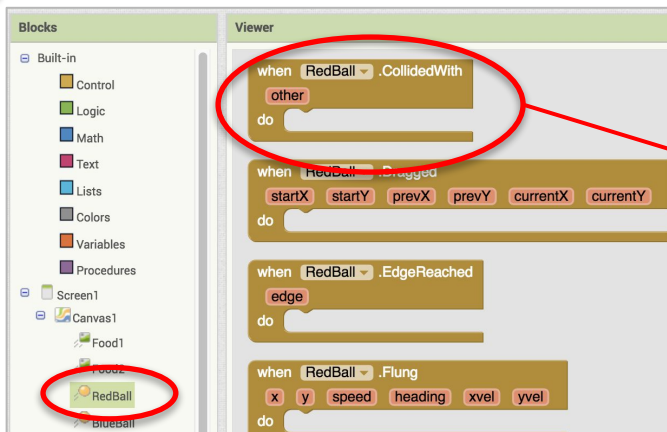 Blocks
Built-in
Control
Logic
Math
Text
Lists
Colors
Variables
Procedures
Screen1
Canvas1
Food1
Food2
RedBall
BlueBall
Viewer
when RedBall .CollidedWith
other
do
when RedBall .Dragged
startX startY prevX prevY currentX currentY
do
when RedBall .EdgeReached
edge
do
when RedBall .Flung
x y speed heading xvel yvel
do